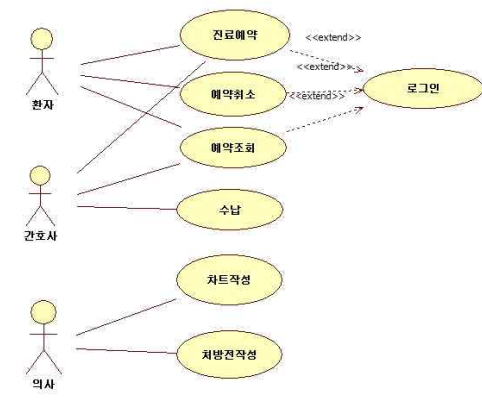 진료예약
<<extend>>
<<extend>>
로그인
예약취소
<<extend>>
환자
예약조회
수납
간호사
차트작성
처방전작성
의사